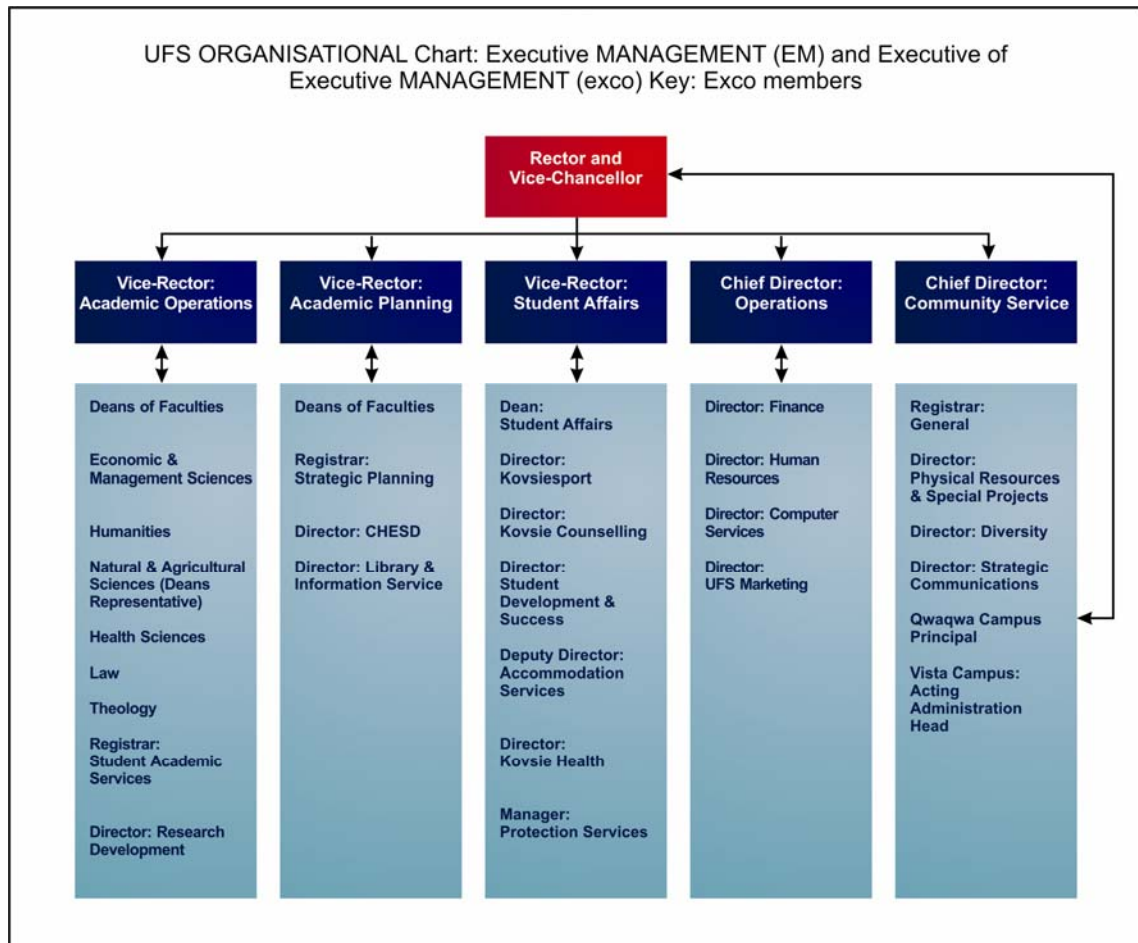 UFS ORGANISATIONAL Chart: Executive MANAGEMENT (EM) and Executive of
Executive MANAGEMENT (exco) Key: Exco members
Rector and
Vice-Chancellor
Vice-Rector:
Academic Operations
Vice-Rector:
Academic Planning
Vice-Rector:
Student Affairs
Chief Director:
Operations
Chief Director:
Community Service
Deans of Faculties
Economic &
Management Sciences
Humanities
Natural & Agricultural
Sciences (Deans
Representative)
Health Sciences
Law
Theology
Registrar:
Student Academic
Services
Director: Research
Development
Deans of Faculties
Registrar:
Strategic Planning
Director: CHESD
Director: Library &
Information Service
Dean:
Student Affairs
Director:
Kovsiesport
Director:
Kovsie Counselling
Director:
Student
Development &
Success
Deputy Director:
Accommodation
Services
Director:
Kovsie Health
Manager:
Protection Services
Director: Finance
Director: Human
Resources
Director: Computer
Services
Director:
UFS Marketing
Registrar:
General
Director:
Physical Resources
& Special Projects
Director: Diversity
Director: Strategic
Communications
Qwaqwa Campus
Principal
Vista Campus:
Acting
Administration
Head